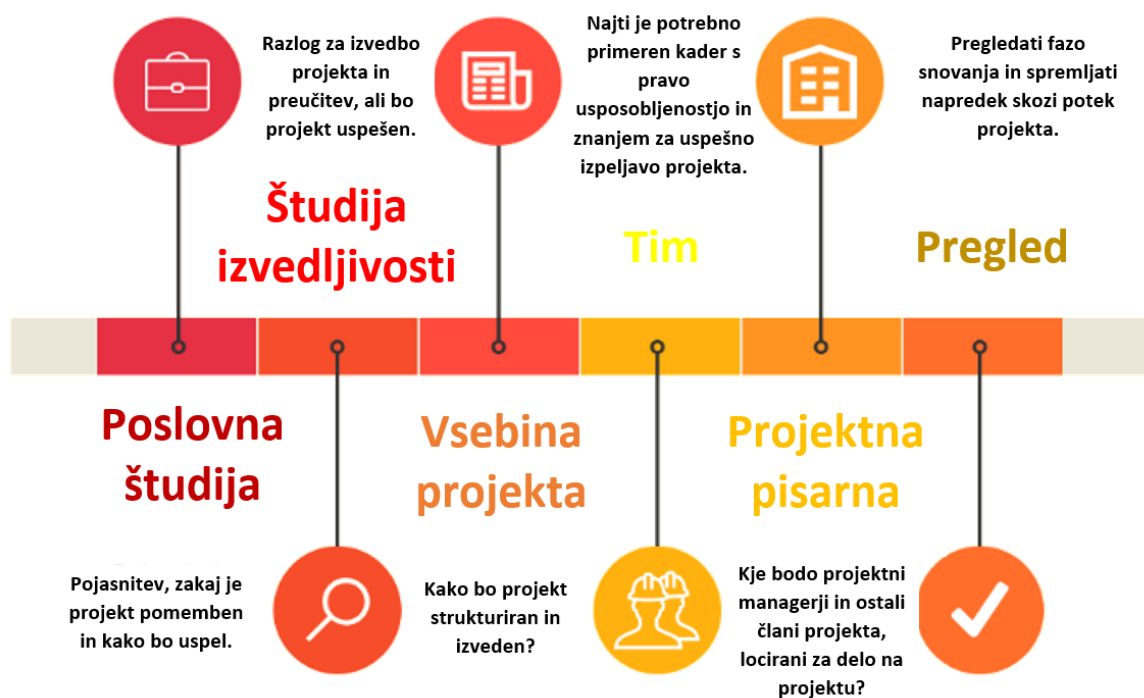 Razlog za izvedbo
projekta in
preučitev, ali bo
projekt uspešen.
Študija
izvedljivosti
Najti je potrebno
primeren kader s
pravo
usposobljenostjo in
znanjem za uspešno
izpeljavo projekta.
Tim
Pregledati fazo
snovanja in spremljati
napredek skozi potek
projekta.
Pregled
Poslovna
študija
Pojasnitev, zakaj je
projekt pomemben
in kako bo uspel.
Vsebina
projekta
Kako bo projekt
strukturiran in
izveden?
Projektna
pisarna
Kje bodo projektni
managerji in ostali
člani projekta,
locirani za delo na
projektu?